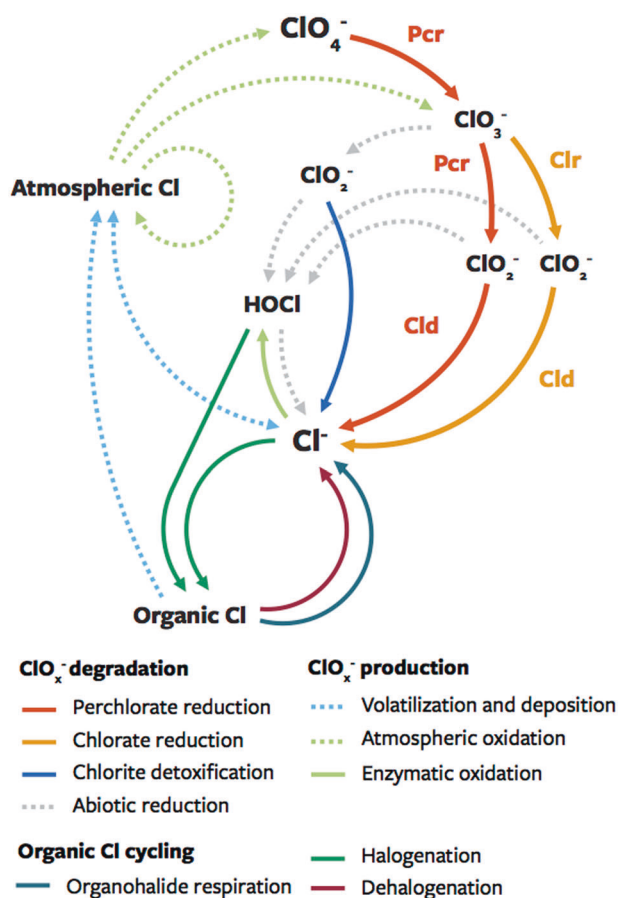 ClO₄⁻
Pcr
ClO₃⁻
Pcr
Clr
ClO₂⁻
Atmospheric Cl
ClO₂⁻
ClO₂⁻
HOCl
Cld
Cld
Cl⁻
Organic Cl
ClOₓ⁻ degradation
Perchlorate reduction
Chlorate reduction
Chlorite detoxification
Abiotic reduction
ClOₓ⁻ production
Volatilization and deposition
Atmospheric oxidation
Enzymatic oxidation
Organic Cl cycling
Organohalide respiration
Halogenation
Dehalogenation